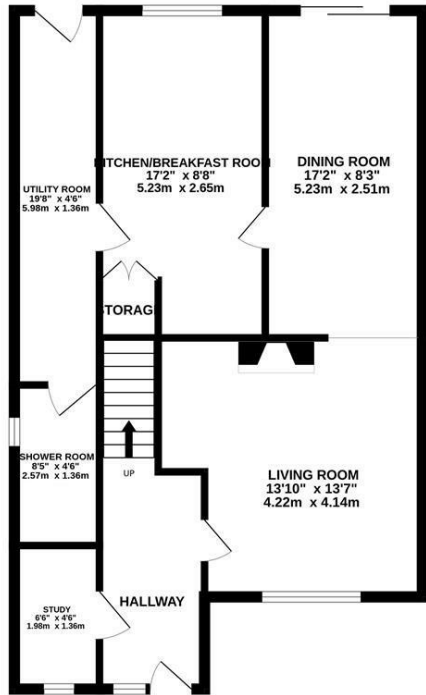 KITCHEN/BREAKFAST ROOM
17'2" x 8'8"
5.23m x 2.65m
DINING ROOM
17'2" x 8'3"
5.23m x 2.51m
UTILITY ROOM
19'8" x 4'6"
5.98m x 1.36m
STORAGE
UP
SHOWER ROOM
8'5" x 4'6"
2.57m x 1.36m
LIVING ROOM
13'10" x 13'7"
4.22m x 4.14m
HALLWAY
STUDY
6'6" x 4'6"
1.98m x 1.36m